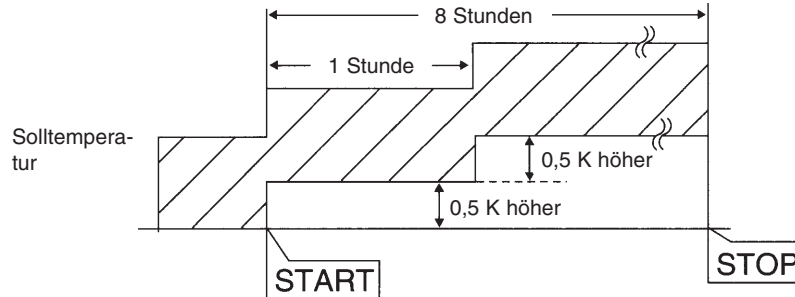 8 Stunden
1 Stunde
Solltempera-
tur
0,5 K höher
0,5 K höher
START
STOP